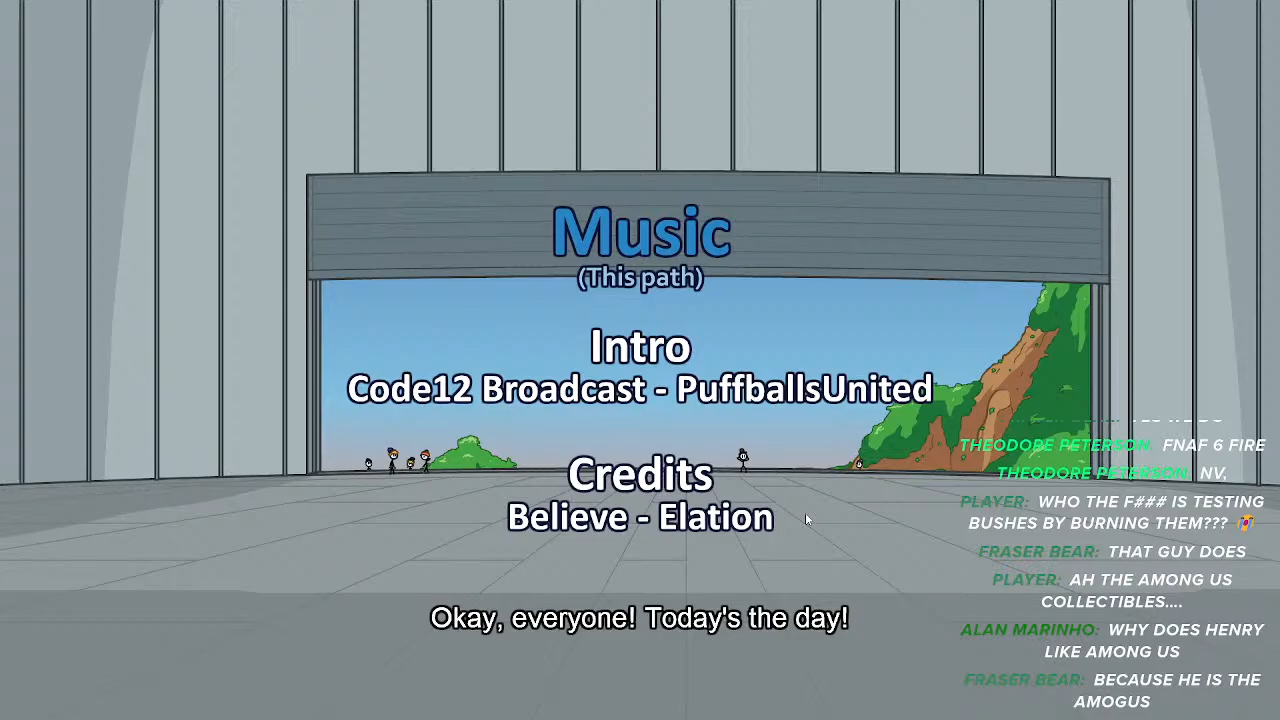 Music
(This path)
Intro
Code12 Broadcast - PuffballsUnited
Credits
Believe - Elation
Okay, everyone! Today's the day!
THEODORE PETERSON: FNAF 6 FIRE
THEODORE PETERSON: NV,
PLAYER: WHO THE F### IS TESTING
BUSHES BY BURNING THEM??? 😭
FRASER BEAR: THAT GUY DOES
PLAYER: AH THE AMONG US
COLLECTIBLES....
ALAN MARINHO: WHY DOES HENRY
LIKE AMONG US
FRASER BEAR: BECAUSE HE IS THE
AMOGUS